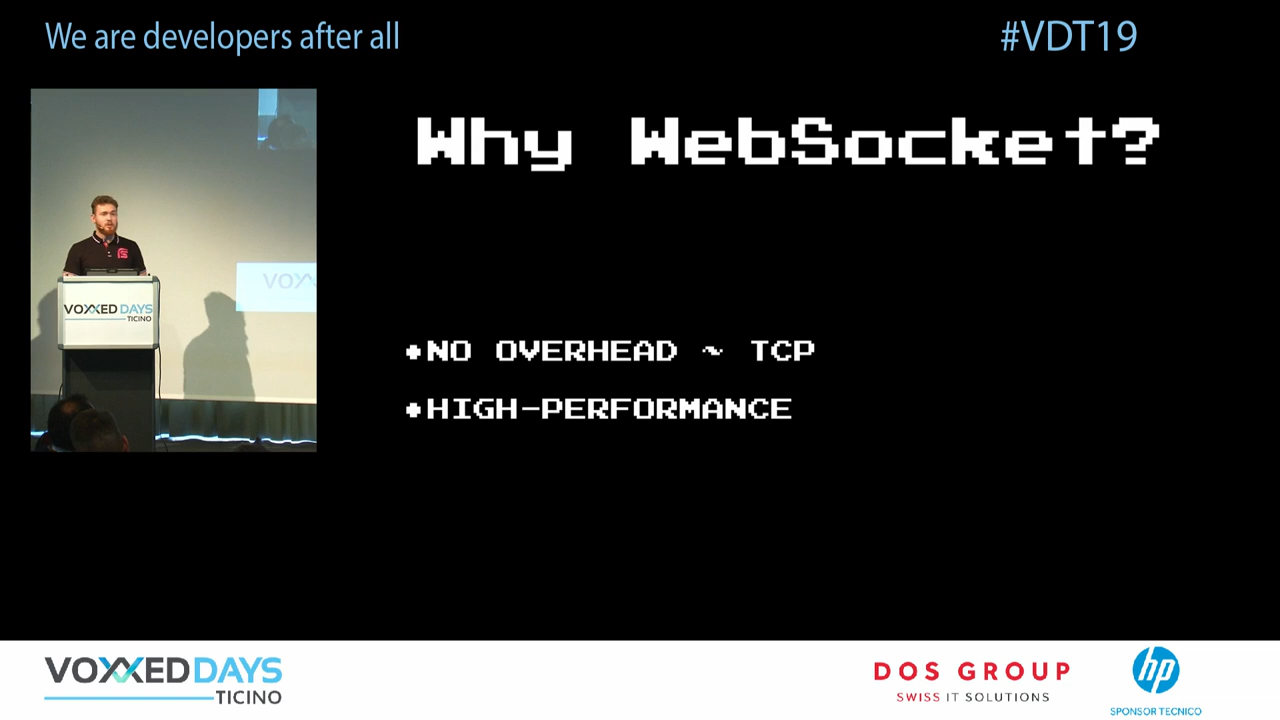 We are developers after all
#VDT19
Why WebSocket?
•NO OVERHEAD ~ TCP
•HIGH-PERFORMANCE
VOXXED DAYS
TICINO
VOXXED DAYS
TICINO
DOS GROUP
SWISS IT SOLUTIONS
hp
SPONSOR TECNICO